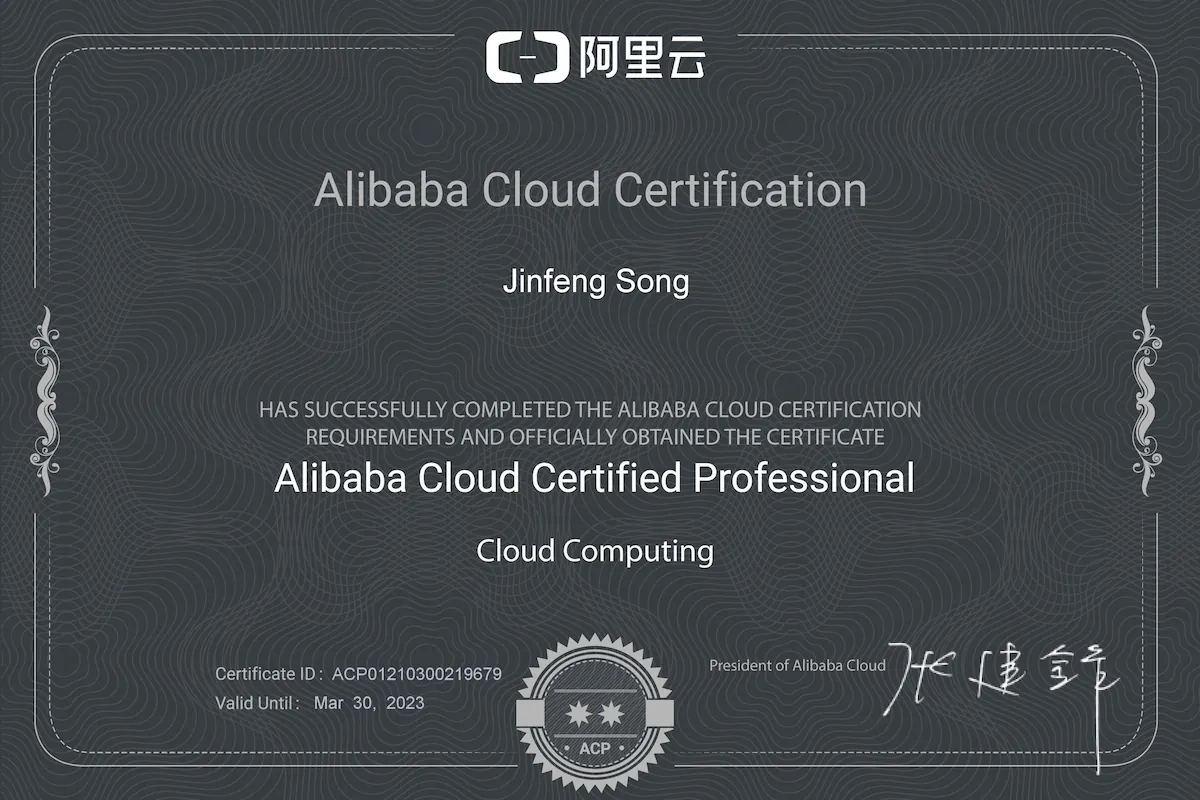 阿里云
Alibaba Cloud Certification
Jinfeng Song
HAS SUCCESSFULLY COMPLETED THE ALIBABA CLOUD CERTIFICATION
REQUIREMENTS AND OFFICIALLY OBTAINED THE CERTIFICATE
Alibaba Cloud Certified Professional
Cloud Computing
Certificate ID : ACP01210300219679
Valid Until : Mar 30, 2023
ACP
President of Alibaba Cloud 张建锋